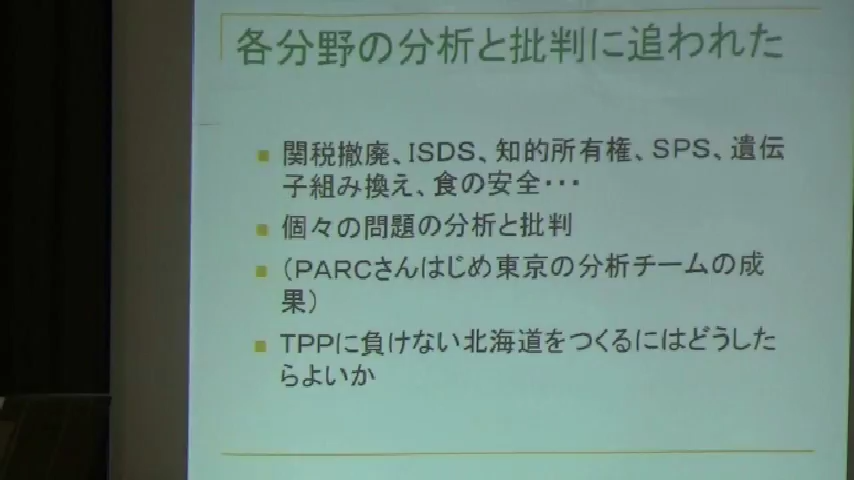 各分野の分析と批判に追われた
関税撤廃、ISDS、知的所有権、SPS、遺伝
子組み換え、食の安全・・・
個々の問題の分析と批判
（PARCさんはじめ東京の分析チームの成
果）
TPPに負けない北海道をつくるにはどうした
らよいか